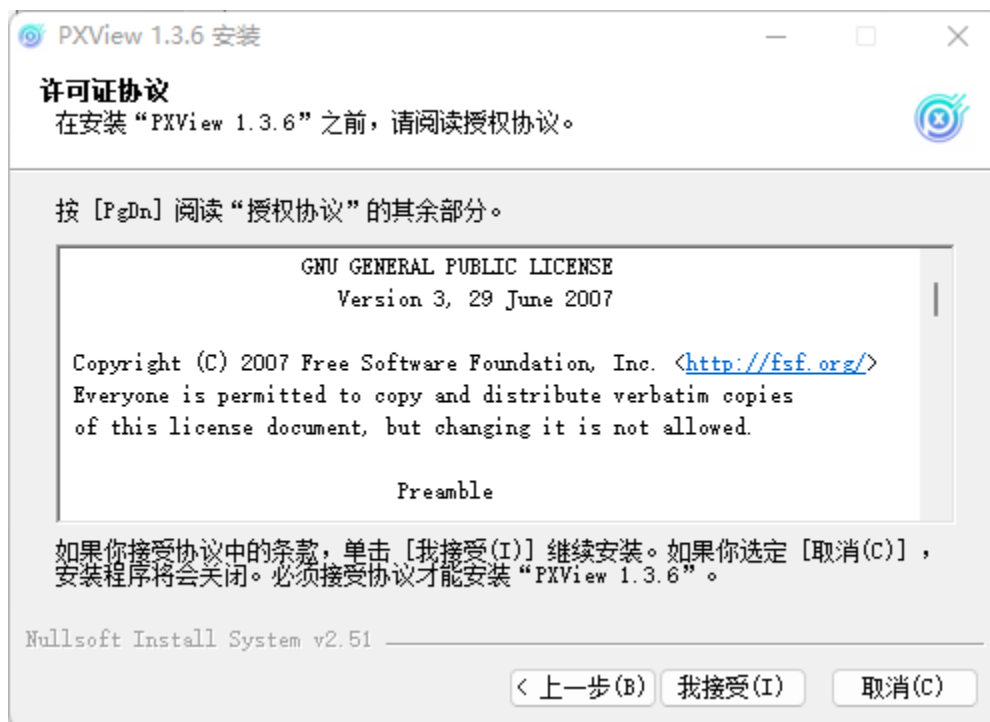 PXView 1.3.6 安装
许可证协议
在安装“PXView 1.3.6”之前，请阅读授权协议。
按 [PgDn] 阅读“授权协议”的其余部分。
GNU GENERAL PUBLIC LICENSE
Version 3, 29 June 2007
Copyright (C) 2007 Free Software Foundation, Inc. <http://fsf.org/>
Everyone is permitted to copy and distribute verbatim copies
of this license document, but changing it is not allowed.
Preamble
如果你接受协议中的条款，单击 [我接受(I)] 继续安装。如果你选定 [取消(C)] ，
安装程序将会关闭。必须接受协议才能安装“PXView 1.3.6”。
Nullsoft Install System v2.51
< 上一步(B) 我接受(I) 取消(C)